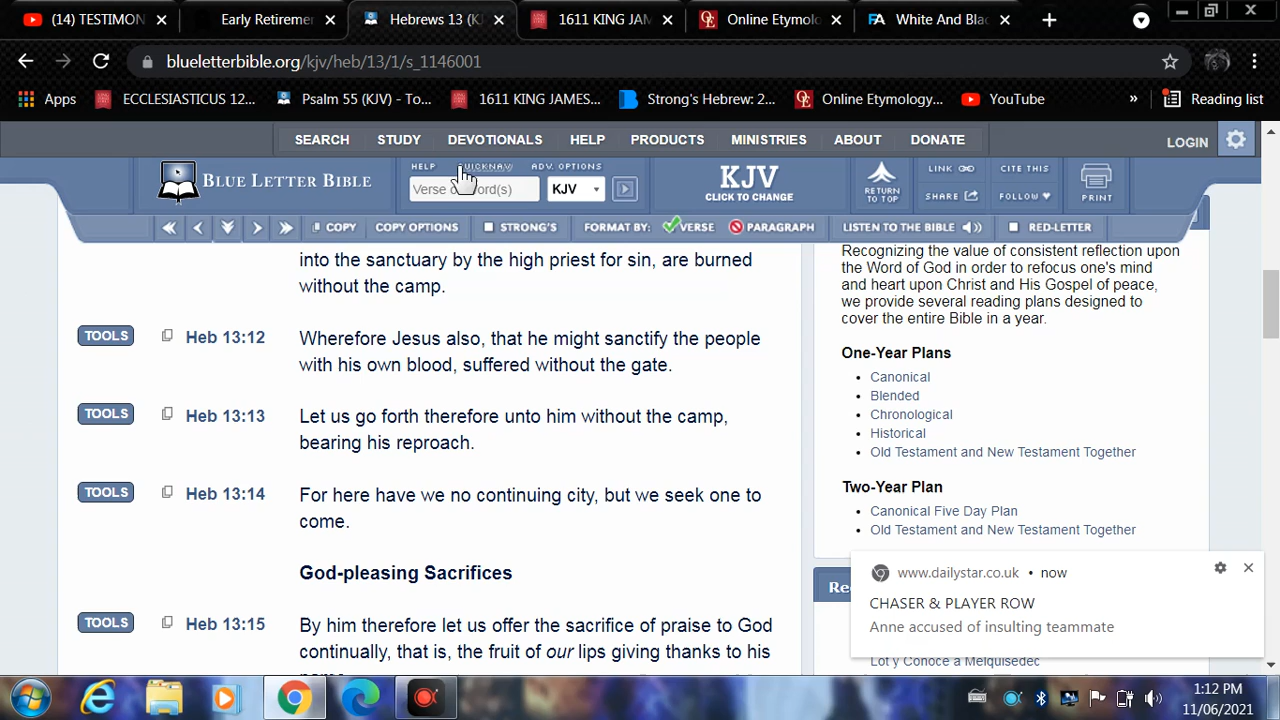 (14) TESTIMON
Early Retiremer
Hebrews 13 (K
1611 KING JAM
Online Etymolo
White And Blac
blueletterbible.org/kjv/heb/13/1/s_1146001
Apps
ECCLESIASTICUS 12...
Psalm 55 (KJV) - To...
1611 KING JAMES...
Strong's Hebrew: 2...
Online Etymology...
YouTube
»
Reading list
SEARCH
STUDY
DEVOTIONALS
HELP
PRODUCTS
MINISTRIES
ABOUT
DONATE
LOGIN
BLUE LETTER BIBLE
HELP
QUICKNAV
ADV. OPTIONS
KJV
KJV
CLICK TO CHANGE
RETURN
TO TOP
LINK
CITE THIS
SHARE
FOLLOW
PRINT
COPY
COPY OPTIONS
STRONG'S
FORMAT BY:
VERSE
PARAGRAPH
LISTEN TO THE BIBLE
RED-LETTER
into the sanctuary by the high priest for sin, are burned
without the camp.
TOOLS
Heb 13:12
Wherefore Jesus also, that he might sanctify the people
with his own blood, suffered without the gate.
TOOLS
Heb 13:13
Let us go forth therefore unto him without the camp,
bearing his reproach.
TOOLS
Heb 13:14
For here have we no continuing city, but we seek one to
come.
God-pleasing Sacrifices
TOOLS
Heb 13:15
By him therefore let us offer the sacrifice of praise to God
continually, that is, the fruit of our lips giving thanks to his
Recognizing the value of consistent reflection upon
the Word of God in order to refocus one's mind
and heart upon Christ and His Gospel of peace,
we provide several reading plans designed to
cover the entire Bible in a year.
One-Year Plans
Canonical
Blended
Chronological
Historical
Old Testament and New Testament Together
Two-Year Plan
Canonical Five Day Plan
Old Testament and New Testament Together
Re
www.dailystar.co.uk • now
CHASER & PLAYER ROW
Anne accused of insulting teammate
Lot y Conoce a Melquisedec
1:12 PM
11/06/2021